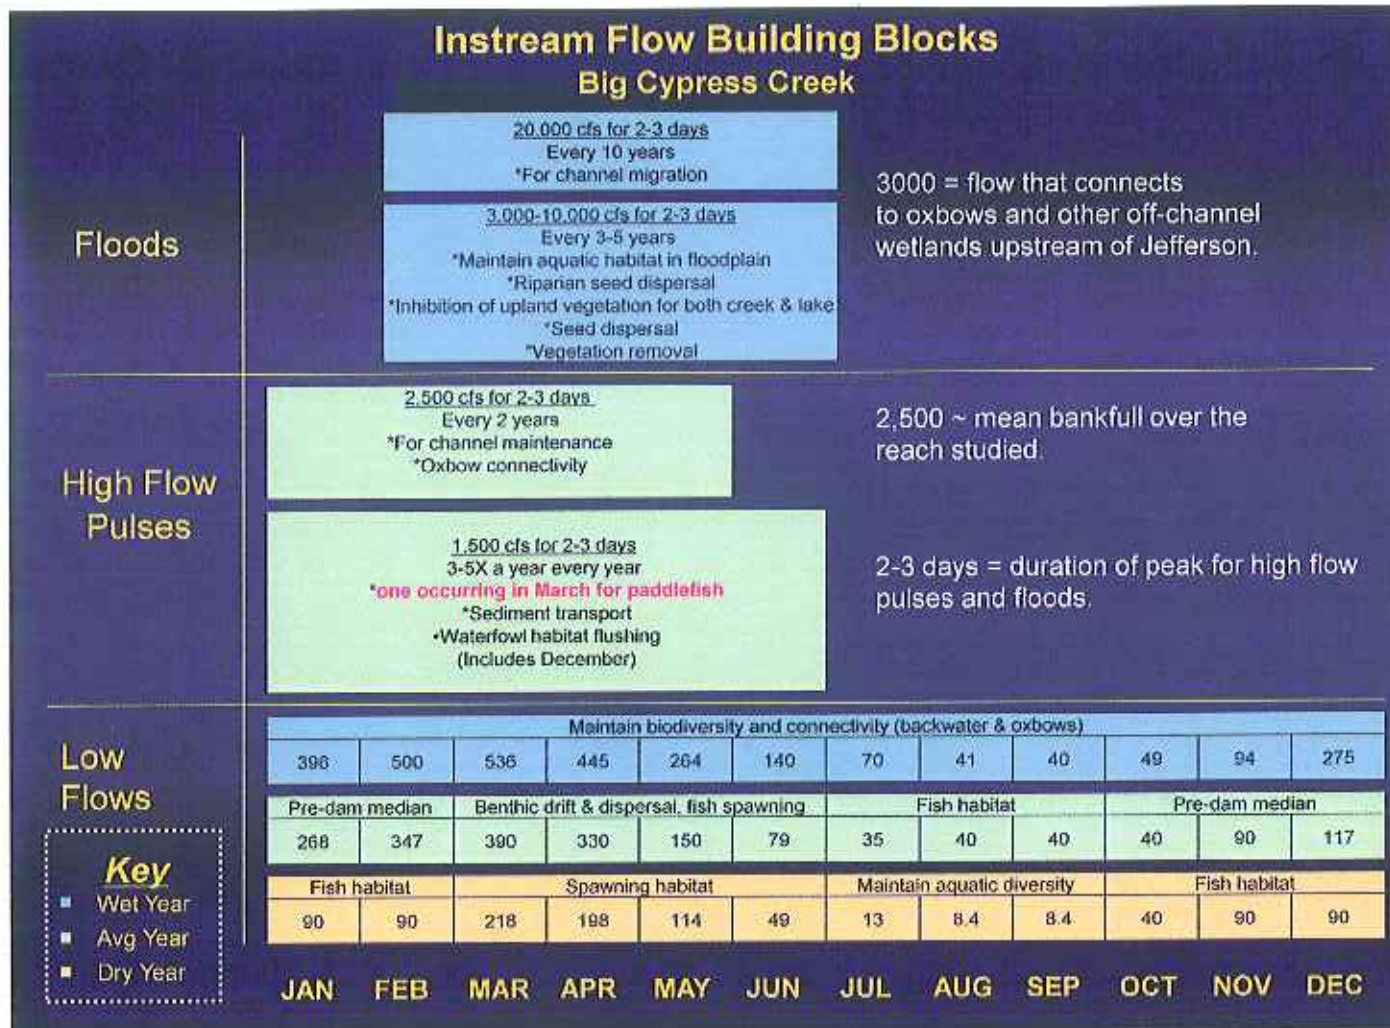 Instream Flow Building Blocks
Big Cypress Creek
Floods
20,000 cfs for 2-3 days
Every 10 years
*For channel migration
3,000-10,000 cfs for 2-3 days
Every 3-5 years
*Maintain aquatic habitat in floodplain
*Riparian seed dispersal
*Inhibition of upland vegetation for both creek & lake
*Seed dispersal
*Vegetation removal
3000 = flow that connects
to oxbows and other off-channel
wetlands upstream of Jefferson.
High Flow
Pulses
2,500 cfs for 2-3 days
Every 2 years
*For channel maintenance
*Oxbow connectivity
2,500 ~ mean bankfull over the
reach studied.
1,500 cfs for 2-3 days
3-5X a year every year
*one occurring in March for paddlefish
*Sediment transport
•Waterfowl habitat flushing
(Includes December)
2-3 days = duration of peak for high flow
pulses and floods.
Low
Flows
Maintain biodiversity and connectivity (backwater & oxbows)
396 500 536 445 264 140 70 41 40 49 94 275
Pre-dam median Benthic drift & dispersal, fish spawning Fish habitat Pre-dam median
268 347 390 330 150 79 35 40 40 40 90 117
Fish habitat Spawning habitat Maintain aquatic diversity Fish habitat
90 90 218 198 114 49 13 8.4 8.4 40 90 90
Key
Wet Year
Avg Year
Dry Year
JAN FEB MAR APR MAY JUN JUL AUG SEP OCT NOV DEC